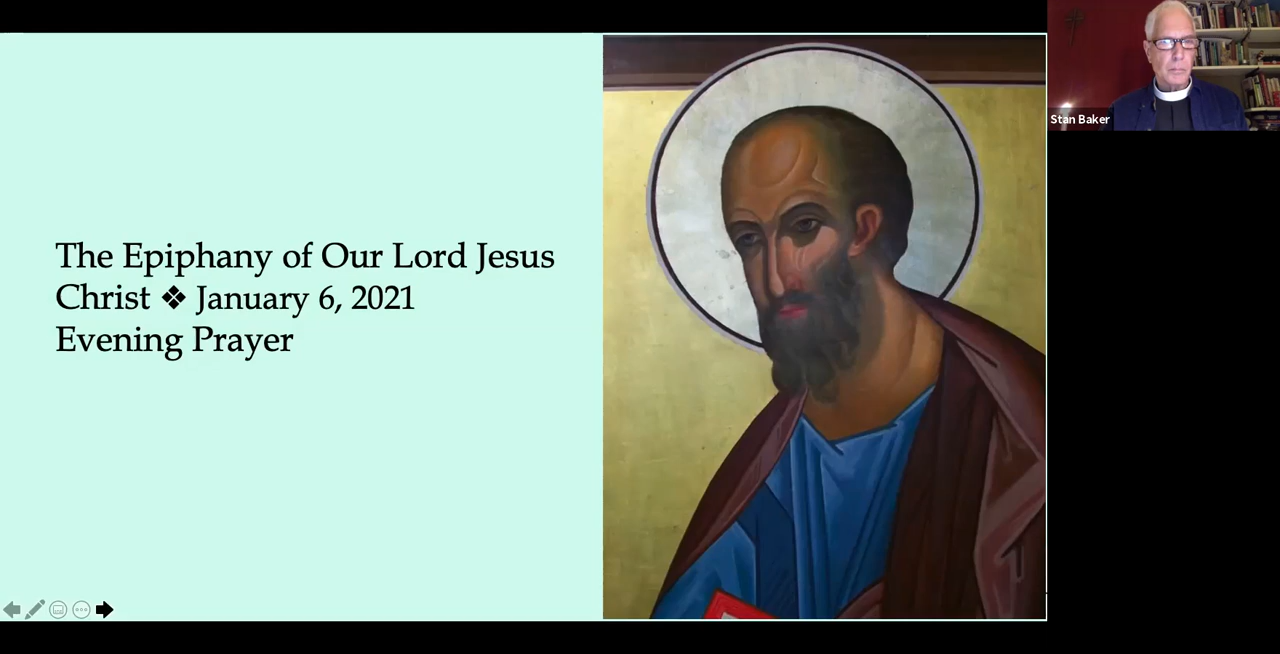 The Epiphany of Our Lord Jesus
Christ ❖ January 6, 2021
Evening Prayer
Stan Baker